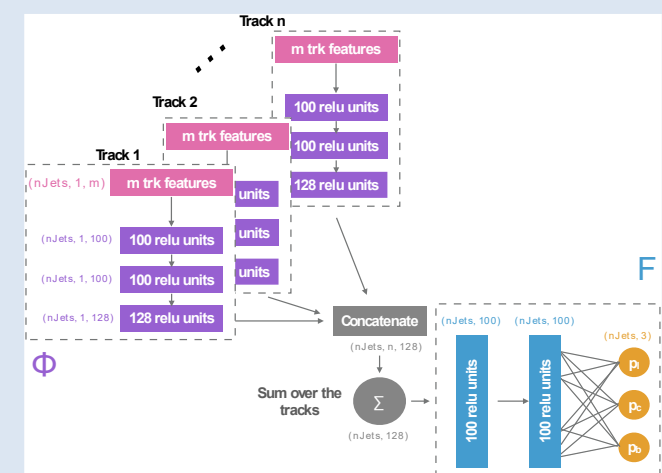 Track n
m trk features
100 relu units
100 relu units
128 relu units
Track 2
m trk features
units
units
units
Track 1
(nJets, 1, m)
m trk features
(nJets, 1, 100)
100 relu units
(nJets, 1, 100)
100 relu units
(nJets, 1, 128)
128 relu units
Φ
Concatenate
(nJets, n, 128)
Sum over the
tracks
Σ
(nJets, 128)
F
(nJets, 100)
(nJets, 100)
(nJets, 3)
100 relu units
100 relu units
pl
pc
pb